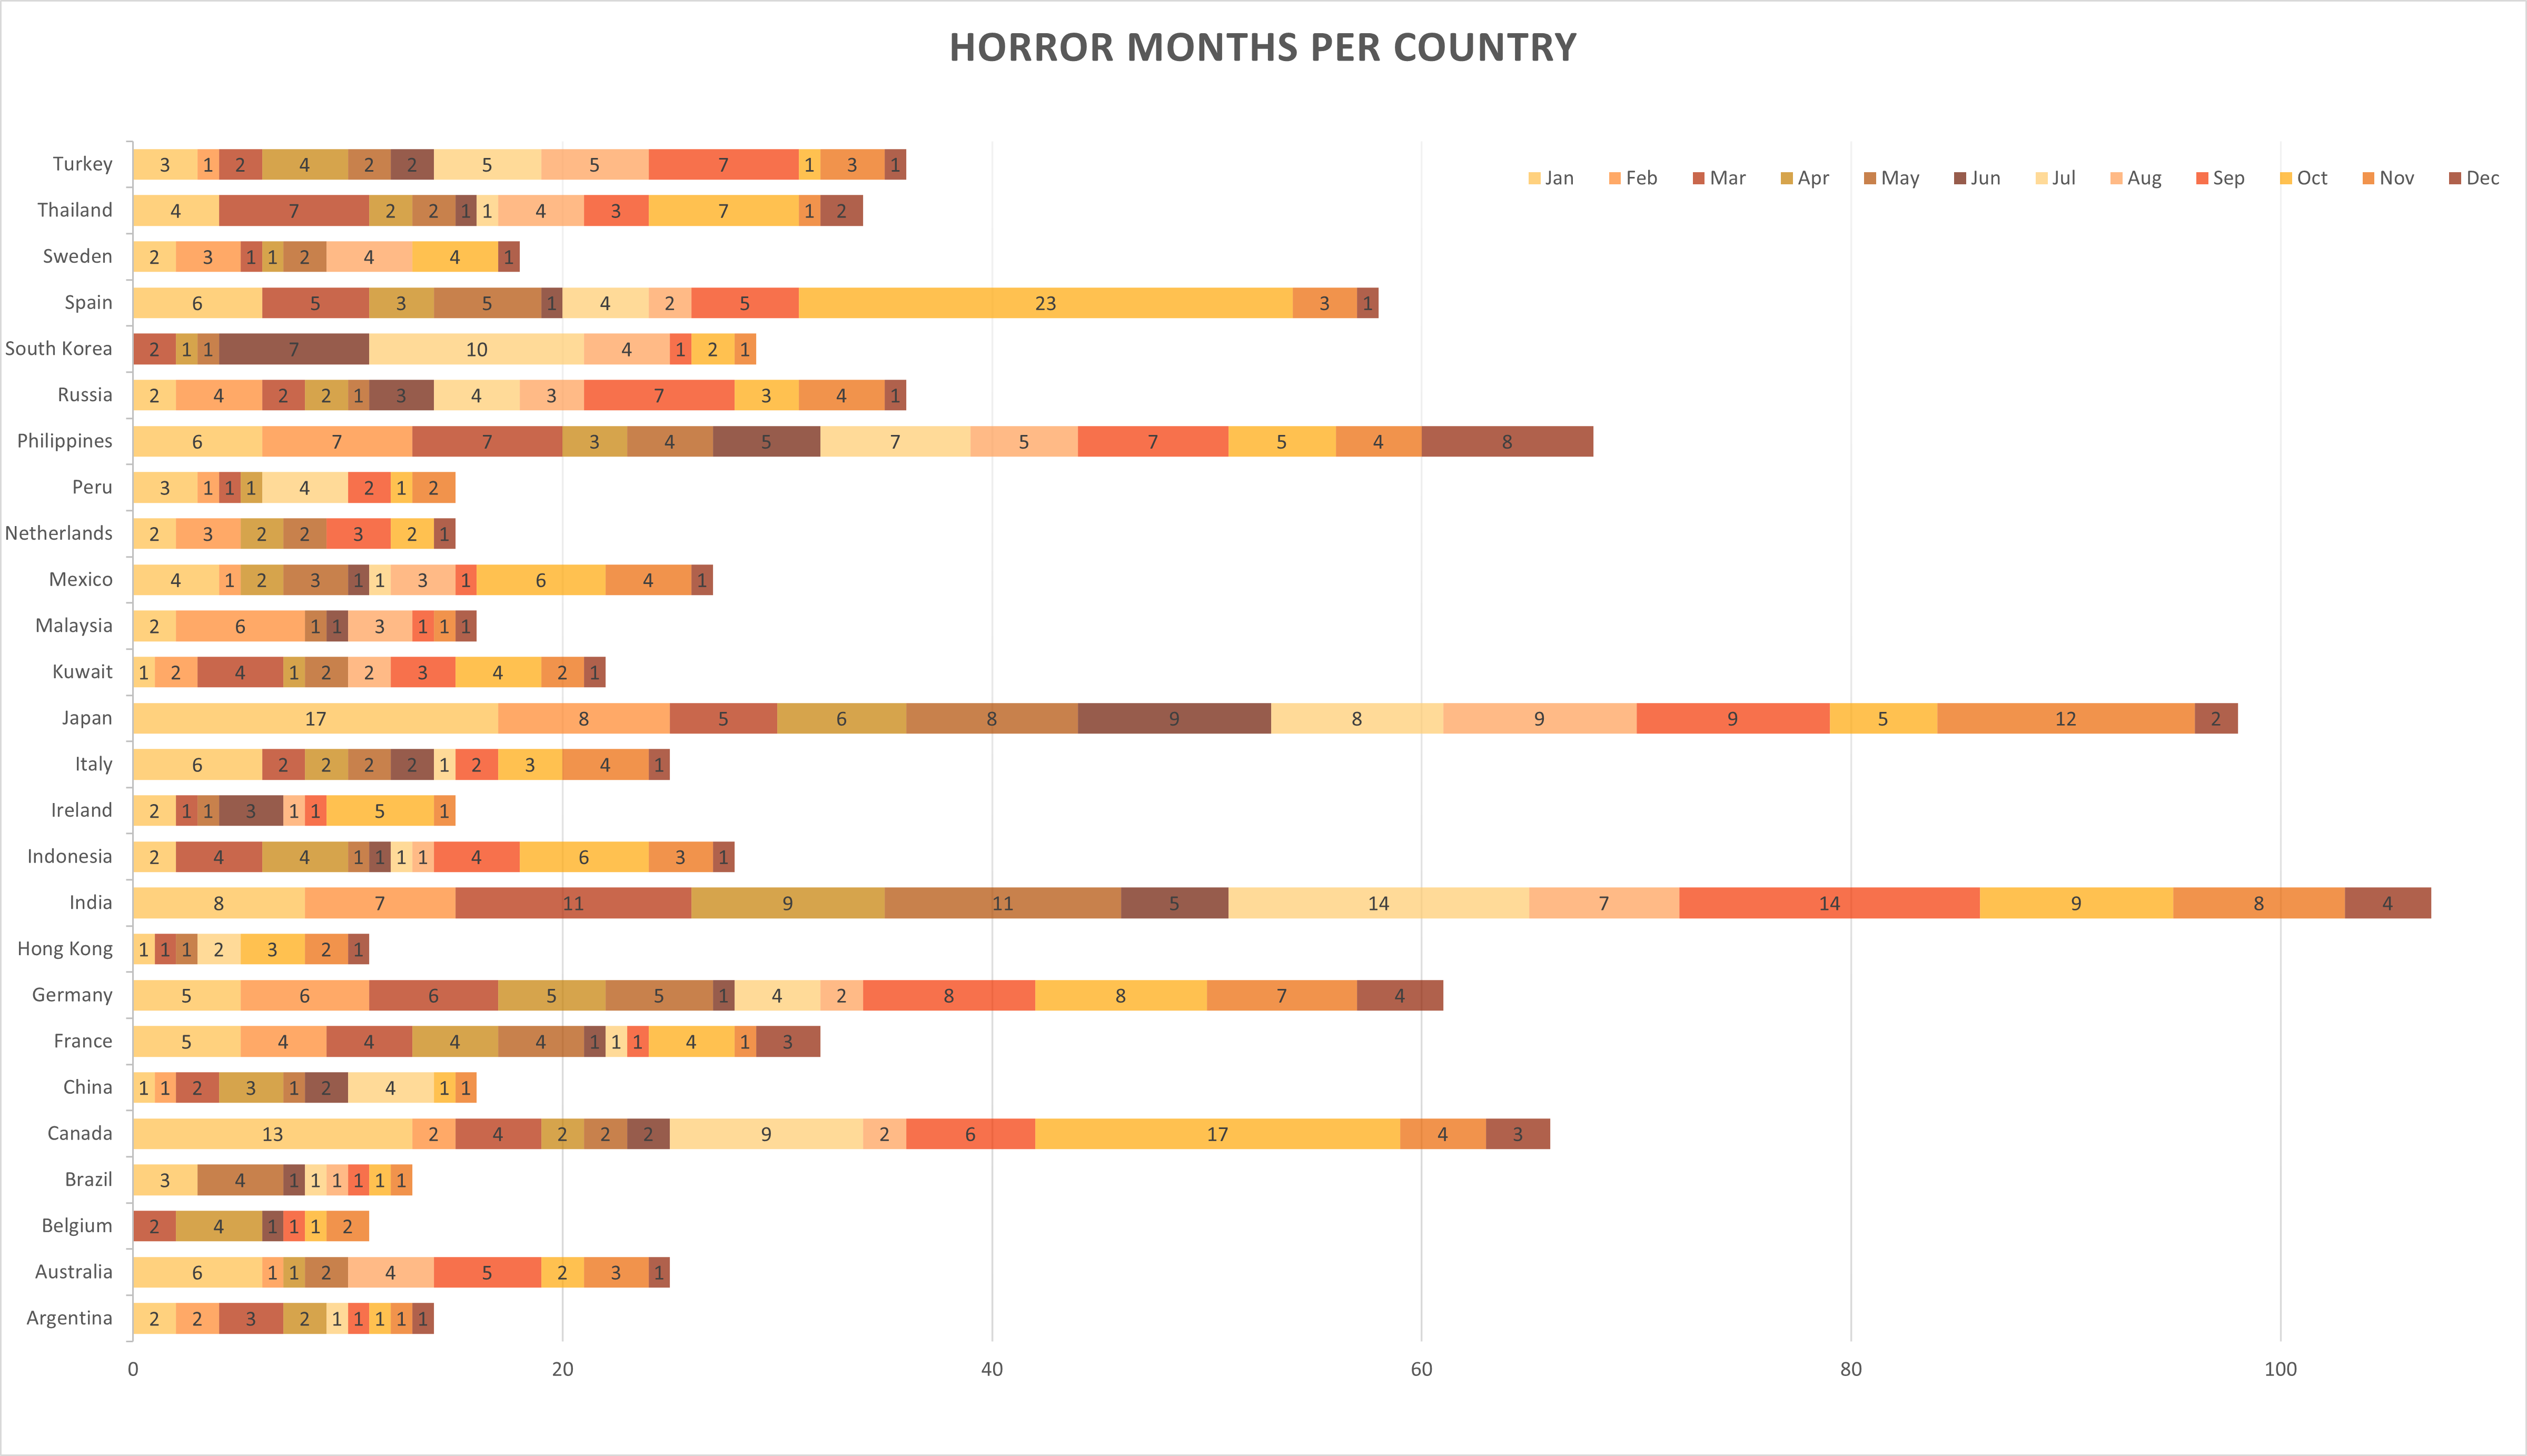 HORROR MONTHS PER COUNTRY
Jan Feb Mar Apr May Jun Jul Aug Sep Oct Nov Dec
Turkey 3 1 2 4 2 2 5 5 7 1 3 1
Thailand 4 7 2 2 1 1 4 3 7 1 2
Sweden 2 3 1 1 2 4 4 1
Spain 6 5 3 5 1 4 2 5 23 3 1
South Korea 2 1 1 7 10 4 1 2 1
Russia 2 4 2 2 1 3 4 3 7 3 4 1
Philippines 6 7 7 3 4 5 7 5 7 5 4 8
Peru 3 1 1 1 4 2 1 2
Netherlands 2 3 2 2 3 2 1
Mexico 4 1 2 3 1 1 3 1 6 4 1
Malaysia 2 6 1 1 3 1 1 1
Kuwait 1 2 4 1 2 2 3 4 2 1
Japan 17 8 5 6 8 9 8 9 9 5 12 2
Italy 6 2 2 2 2 1 2 3 4 1
Ireland 2 1 1 3 1 1 5 1
Indonesia 2 4 4 1 1 1 1 4 6 3 1
India 8 7 11 9 11 5 14 7 14 9 8 4
Hong Kong 1 1 1 2 3 2 1
Germany 5 6 6 5 5 1 4 2 8 8 7 4
France 5 4 4 4 4 1 1 1 4 1 3
China 1 1 2 3 1 2 4 1 1
Canada 13 2 4 2 2 2 9 2 6 17 4 3
Brazil 3 4 1 1 1 1 1 1
Belgium 2 4 1 1 1 2
Australia 6 1 1 2 4 5 2 3 1
Argentina 2 2 3 2 1 1 1 1 1
0 20 40 60 80 100